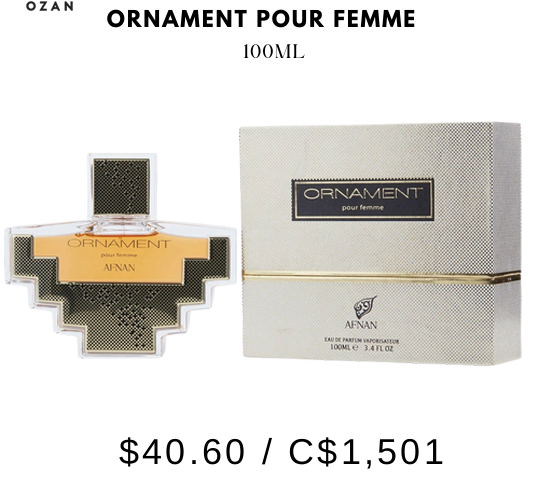 OZAN
ORNAMENT POUR FEMME
100ML
ORNAMENT
pour femme
AFNAN
ORNAMENT
pour femme
AFNAN
EAU DE PARFUM VAPORISATEUR
100ML e 3.4 FL OZ
$40.60 / C$1,501